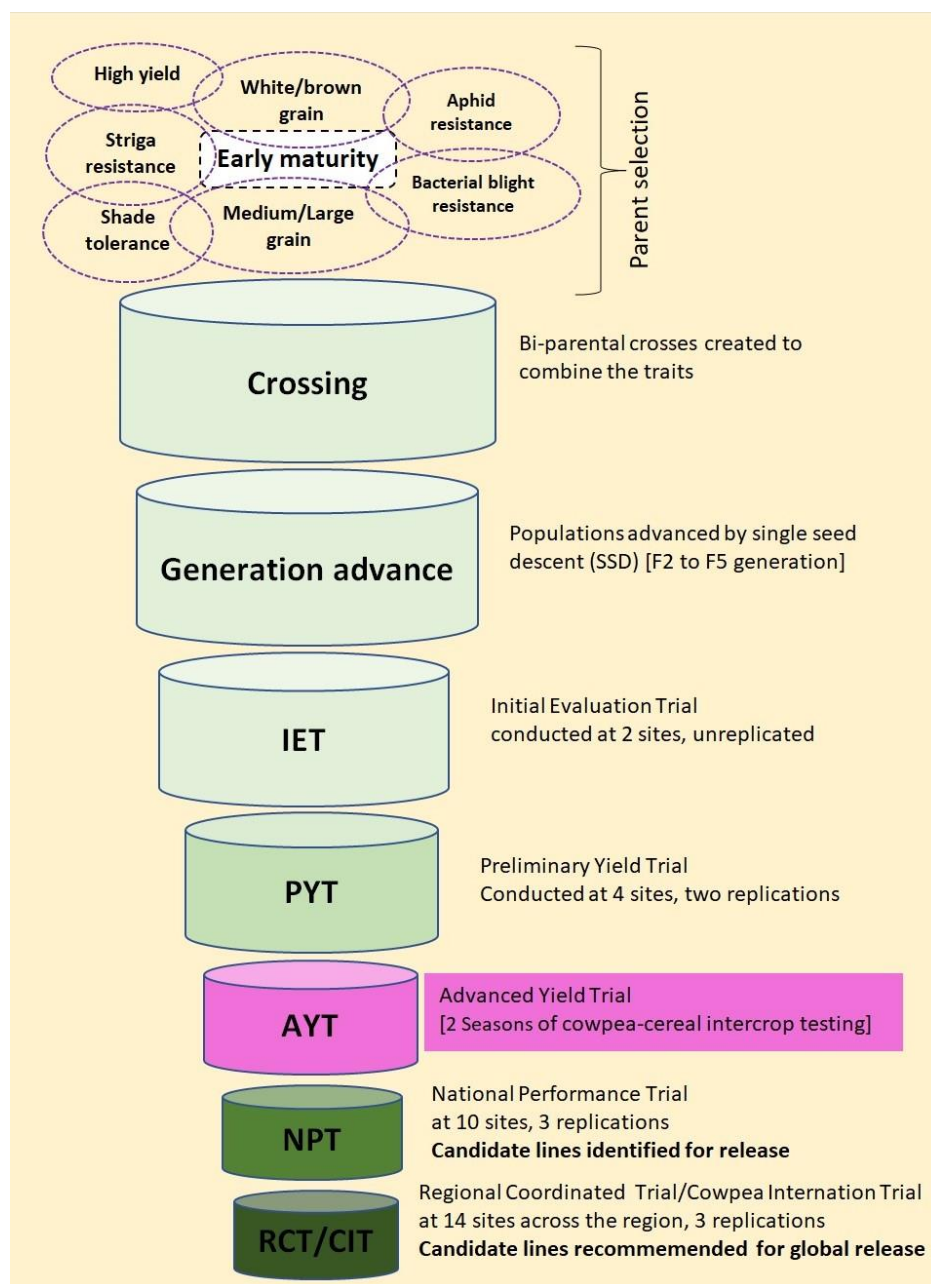 High yield
White/brown
grain
Aphid
resistance
Striga
resistance
Early maturity
Bacterial blight
resistance
Shade
tolerance
Medium/Large
grain
Parent selection
Crossing
Bi-parental crosses created to
combine the traits
Generation advance
Populations advanced by single seed
descent (SSD) [F2 to F5 generation]
IET
Initial Evaluation Trial
conducted at 2 sites, unreplicated
PYT
Preliminary Yield Trial
Conducted at 4 sites, two replications
AYT
Advanced Yield Trial
[2 Seasons of cowpea-cereal intercrop testing]
NPT
National Performance Trial
at 10 sites, 3 replications
Candidate lines identified for release
RCT/CIT
Regional Coordinated Trial/Cowpea Internation Trial
at 14 sites across the region, 3 replications
Candidate lines recommemended for global release